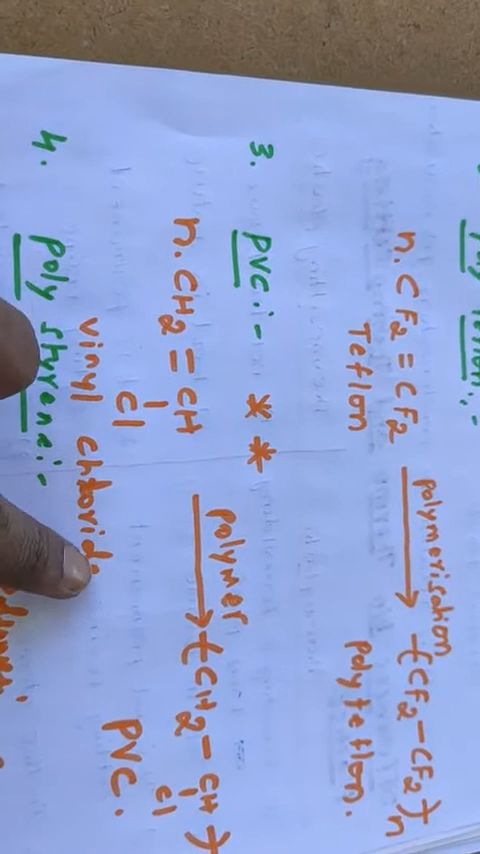 n. CF2 = CF2 polymerisation → {CF2 - CF2}n
Teflon polyteflon.
3. PVC :- **
n. CH2 = CH polymer → {CH2 - CH}
Cl Cl
vinyl chloride PVC.
4. Poly styrene :-